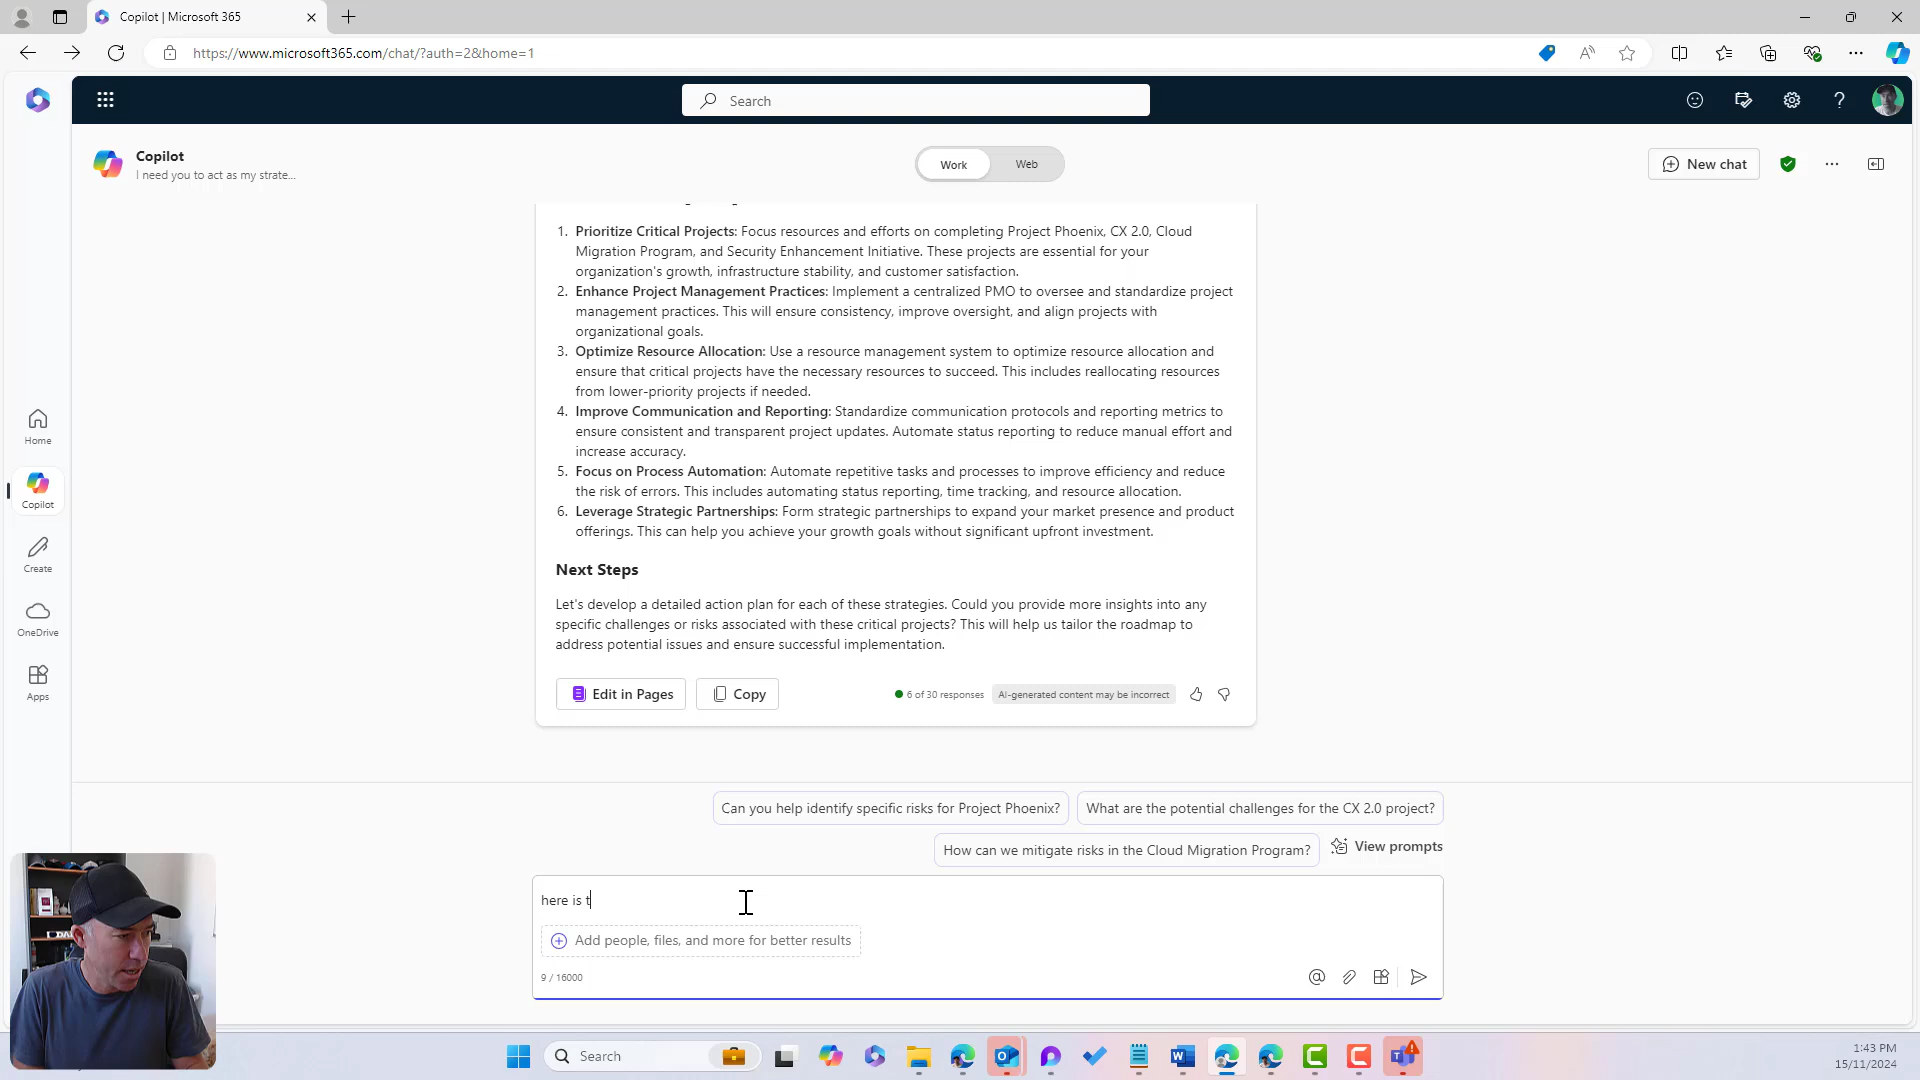 Copilot | Microsoft 365
https://www.microsoft365.com/chat/?auth=2&home=1
Search
Copilot
I need you to act as my strate...
Work
Web
New chat
1. Prioritize Critical Projects: Focus resources and efforts on completing Project Phoenix, CX 2.0, Cloud
Migration Program, and Security Enhancement Initiative. These projects are essential for your
organization's growth, infrastructure stability, and customer satisfaction.
2. Enhance Project Management Practices: Implement a centralized PMO to oversee and standardize project
management practices. This will ensure consistency, improve oversight, and align projects with
organizational goals.
3. Optimize Resource Allocation: Use a resource management system to optimize resource allocation and
ensure that critical projects have the necessary resources to succeed. This includes reallocating resources
from lower-priority projects if needed.
4. Improve Communication and Reporting: Standardize communication protocols and reporting metrics to
ensure consistent and transparent project updates. Automate status reporting to reduce manual effort and
increase accuracy.
5. Focus on Process Automation: Automate repetitive tasks and processes to improve efficiency and reduce
the risk of errors. This includes automating status reporting, time tracking, and resource allocation.
6. Leverage Strategic Partnerships: Form strategic partnerships to expand your market presence and product
offerings. This can help you achieve your growth goals without significant upfront investment.
Next Steps
Let's develop a detailed action plan for each of these strategies. Could you provide more insights into any
specific challenges or risks associated with these critical projects? This will help us tailor the roadmap to
address potential issues and ensure successful implementation.
Edit in Pages
Copy
6 of 30 responses
AI-generated content may be incorrect
Home
Copilot
Create
OneDrive
Apps
Can you help identify specific risks for Project Phoenix?
What are the potential challenges for the CX 2.0 project?
How can we mitigate risks in the Cloud Migration Program?
View prompts
here is t
Add people, files, and more for better results
9 / 16000
Search
1:43 PM
15/11/2024